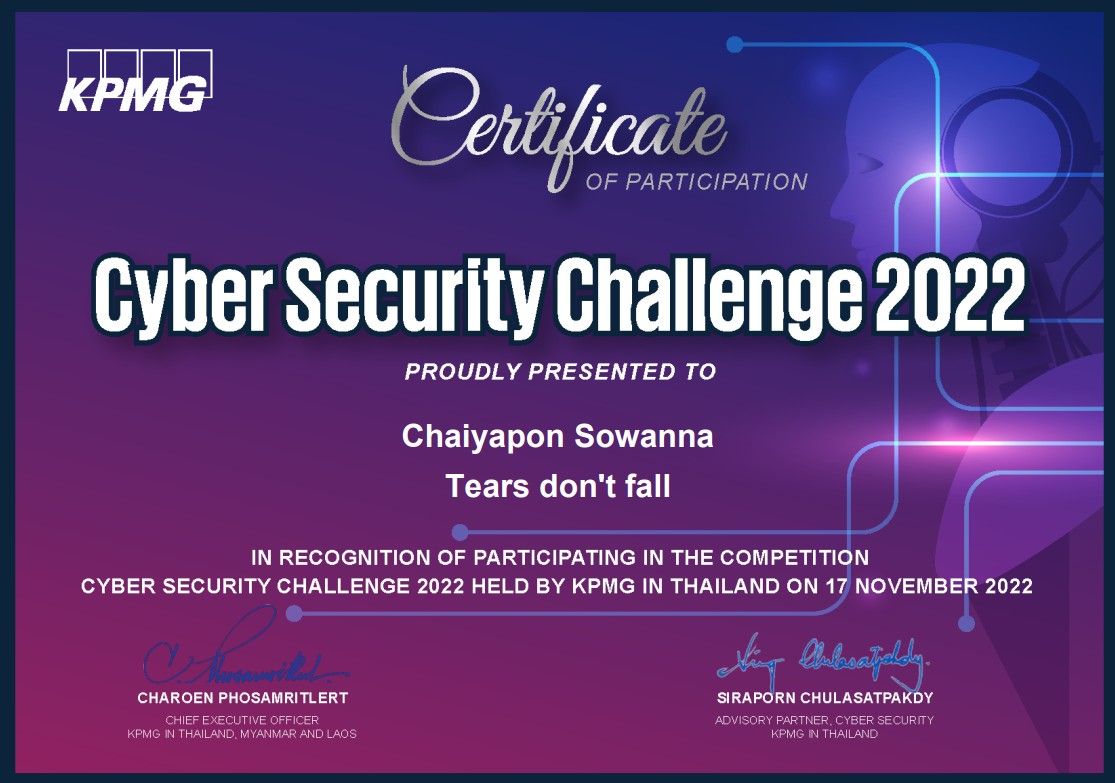 KPMG
Certificate
OF PARTICIPATION
Cyber Security Challenge 2022
PROUDLY PRESENTED TO
Chaiyapon Sowanna
Tears don't fall
IN RECOGNITION OF PARTICIPATING IN THE COMPETITION
CYBER SECURITY CHALLENGE 2022 HELD BY KPMG IN THAILAND ON 17 NOVEMBER 2022
CHAROEN PHOSAMRITLERT
CHIEF EXECUTIVE OFFICER
KPMG IN THAILAND, MYANMAR AND LAOS
SIRAPORN CHULASATPAKDY
ADVISORY PARTNER, CYBER SECURITY
KPMG IN THAILAND